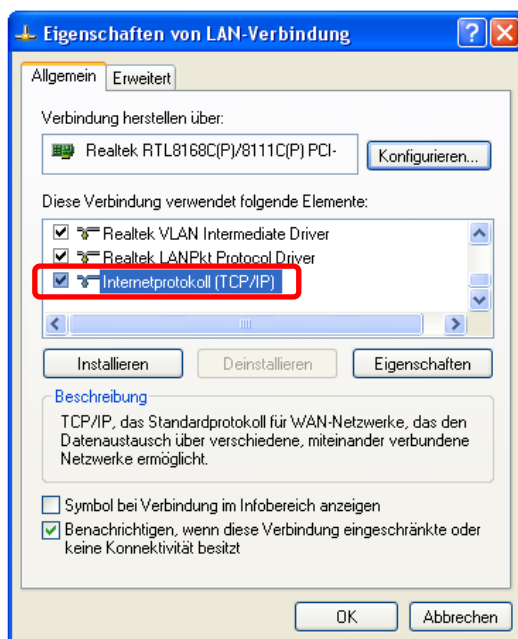 Eigenschaften von LAN-Verbindung
Allgemein
Erweitert
Verbindung herstellen über:
Realtek RTL8168C(P)/8111C(P) PCI-
Konfigurieren...
Diese Verbindung verwendet folgende Elemente:
Realtek VLAN Intermediate Driver
Realtek LANPkt Protocol Driver
Internetprotokoll (TCP/IP)
Installieren
Deinstallieren
Eigenschaften
Beschreibung
TCP/IP, das Standardprotokoll für WAN-Netzwerke, das den
Datenaustausch über verschiedene, miteinander verbundene
Netzwerke ermöglicht.
Symbol bei Verbindung im Infobereich anzeigen
Benachrichtigen, wenn diese Verbindung eingeschränkte oder
keine Konnektivität besitzt
OK
Abbrechen